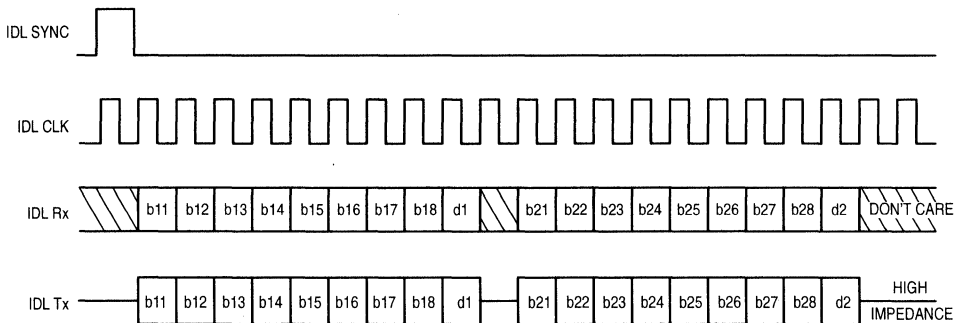 IDL SYNC
IDL CLK
IDL Rx b11 b12 b13 b14 b15 b16 b17 b18 d1 b21 b22 b23 b24 b25 b26 b27 b28 d2 DON'T CARE
IDL Tx b11 b12 b13 b14 b15 b16 b17 b18 d1 b21 b22 b23 b24 b25 b26 b27 b28 d2 HIGH
IMPEDANCE